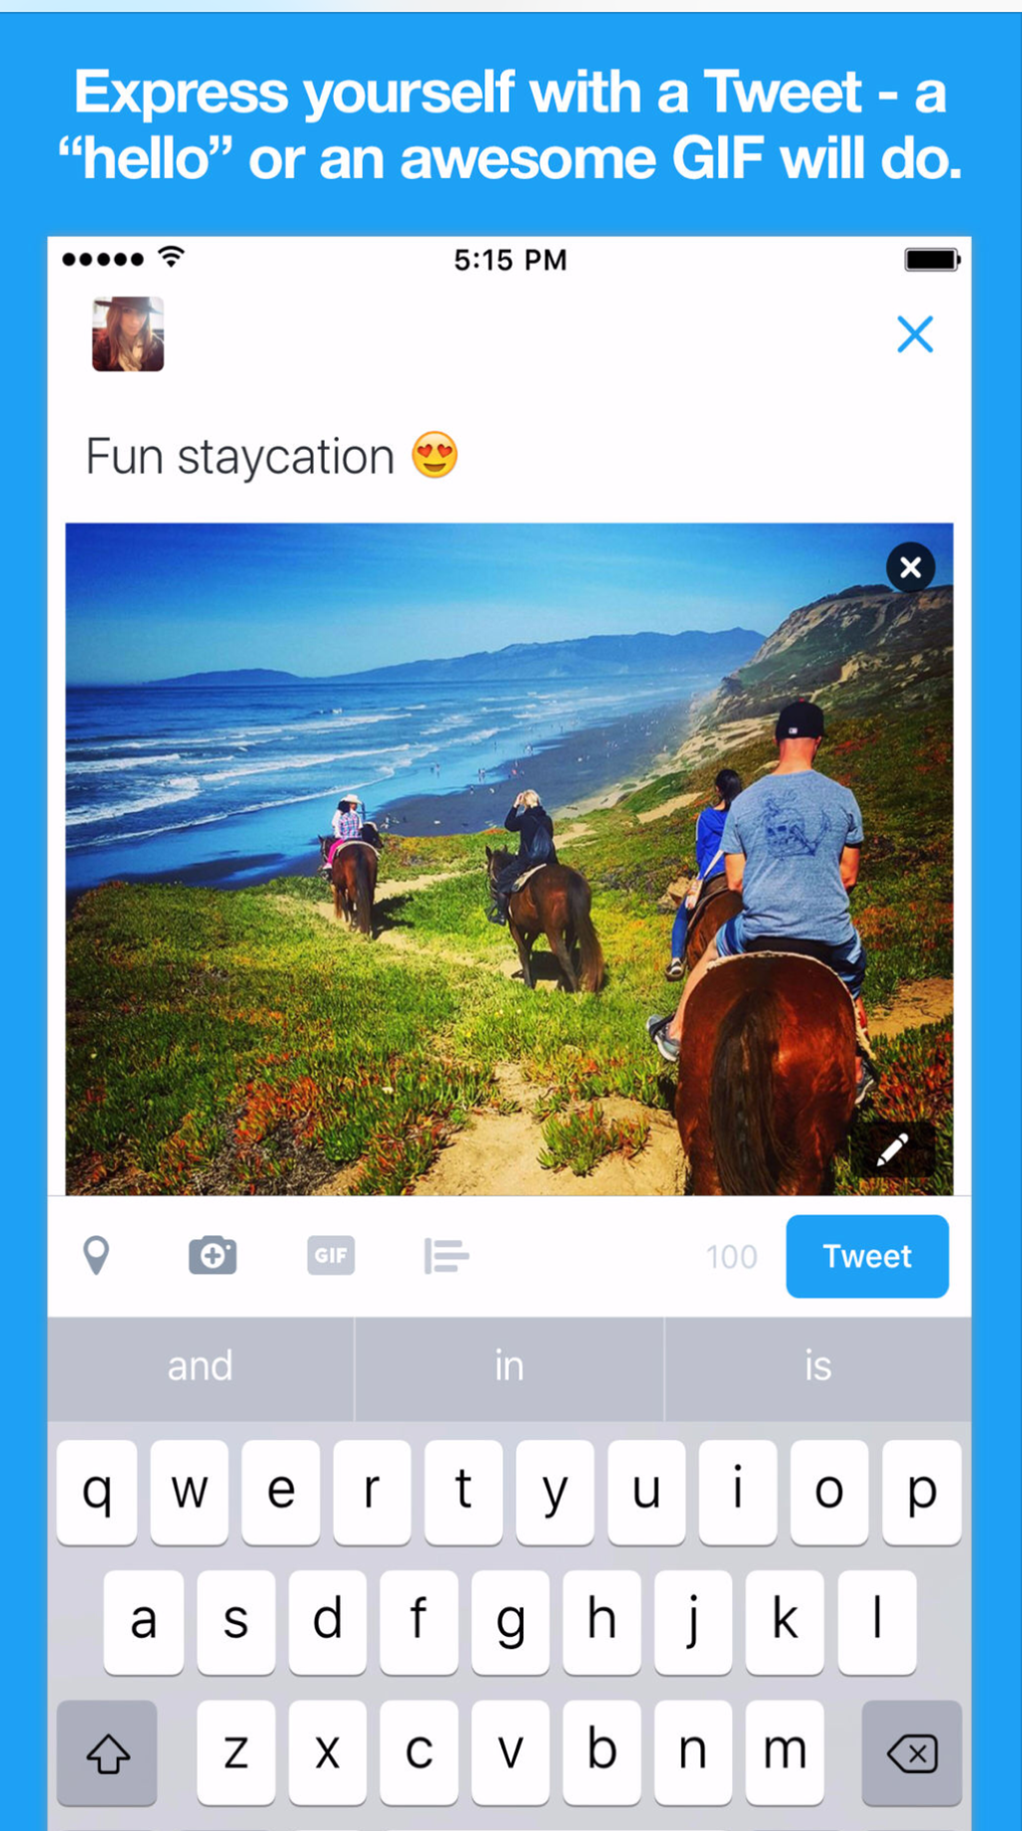 Express yourself with a Tweet - a
“hello” or an awesome GIF will do.
5:15 PM
Fun staycation 😍
GIF
100
Tweet
and in is
q w e r t y u i o p
a s d f g h j k l
z x c v b n m